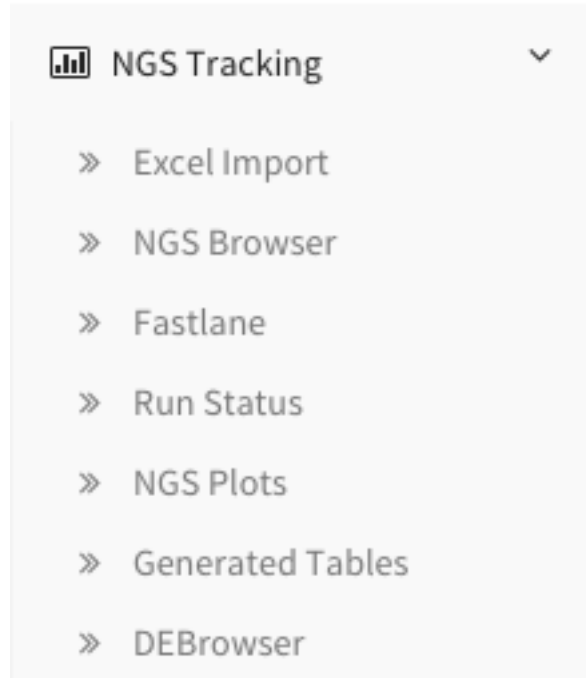 NGS Tracking
Excel Import
NGS Browser
Fastlane
Run Status
NGS Plots
Generated Tables
DEBrowser